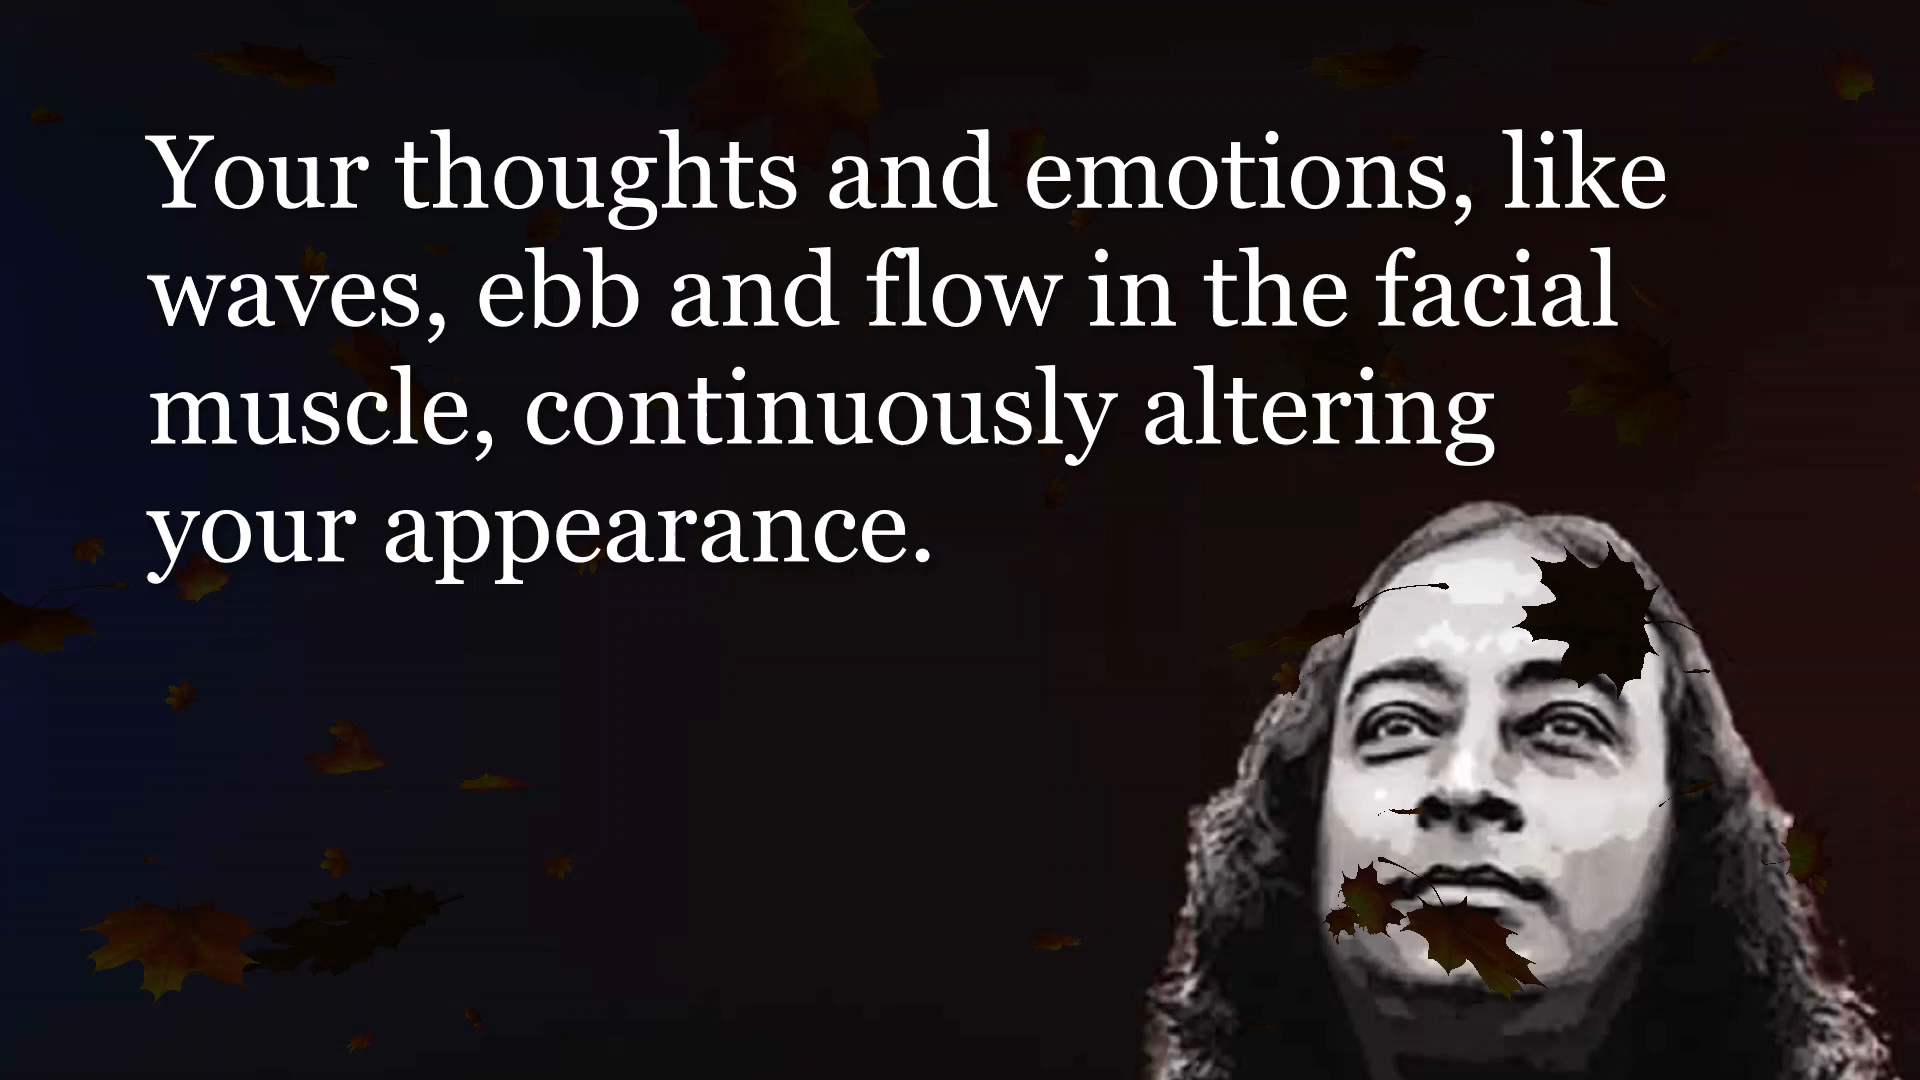 Your thoughts and emotions, like
waves, ebb and flow in the facial
muscle, continuously altering
your appearance.